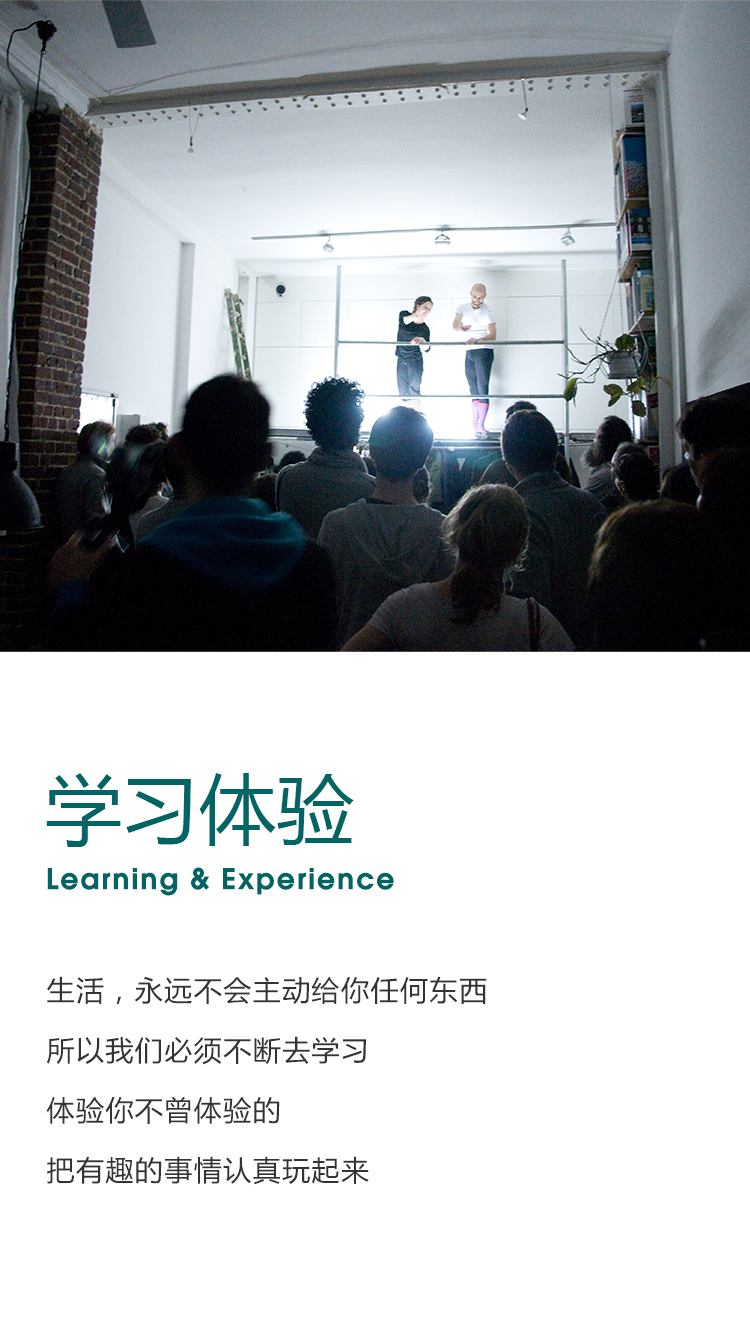 学习体验
Learning & Experience
生活，永远不会主动给你任何东西
所以我们必须不断去学习
体验你不曾体验的
把有趣的事情认真玩起来